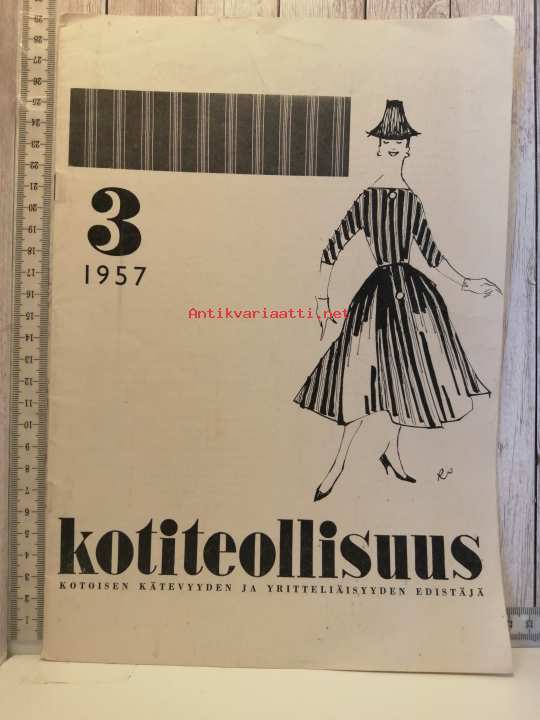 3
1957
Antikvariaatti.net
kotiteollisuus
KOTOISEN KÄTEVYYDEN JA YRITTELIÄISYYDEN EDISTÄJÄ